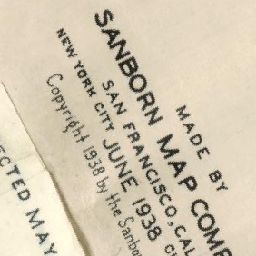 MADE BY
SANBORN MAP COMP
SAN FRANCISCO, CAL
NEW YORK CITY JUNE 1938
Copyright 1938 by the Sanbor
ECTED MAY